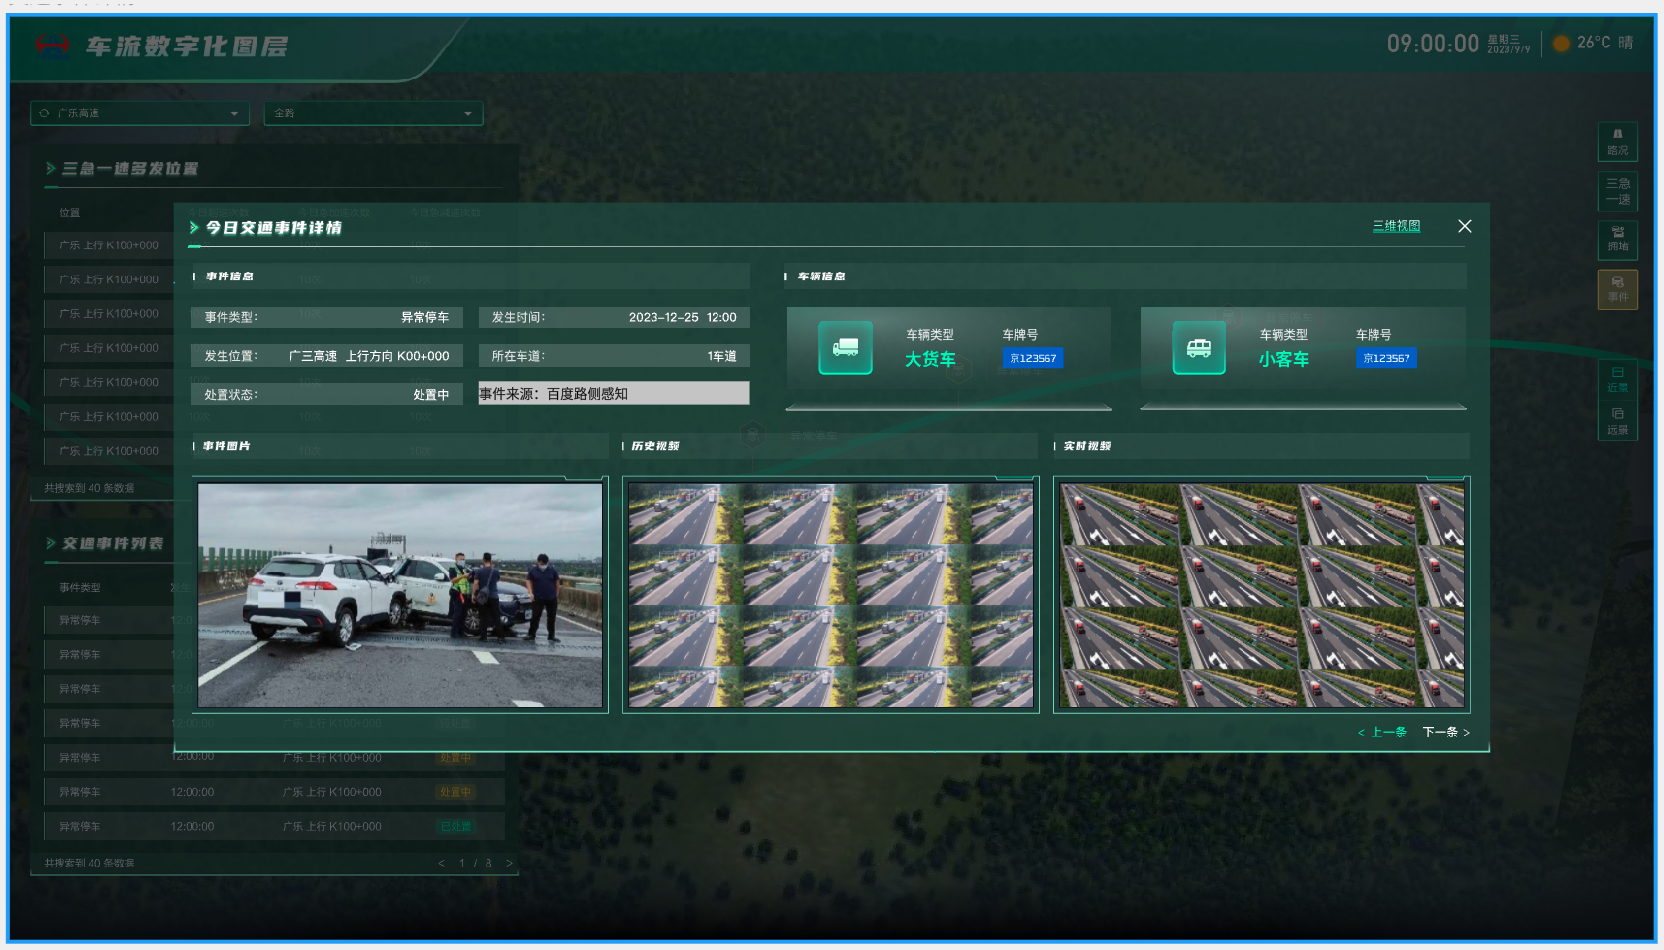 车流数字化图层
09:00:00
星期三
2023/9/9
26°C 晴
广乐高速
全路
三急一速多发位置
位置
广乐 上行 K100+000
广乐 上行 K100+000
广乐 上行 K100+000
广乐 上行 K100+000
广乐 上行 K100+000
广乐 上行 K100+000
广乐 上行 K100+000
共搜索到 40 条数据
交通事件列表
事件类型
异常停车
异常停车
异常停车
异常停车 12:00:00 广乐 上行 K100+000
异常停车 12:00:00 广乐 上行 K100+000 处置中
异常停车 12:00:00 广乐 上行 K100+000 处置中
异常停车 12:00:00 广乐 上行 K100+000 已处置
共搜索到 40 条数据
< 1 / 3 >
今日交通事件详情
三维视图
事件信息
事件类型: 异常停车
发生时间: 2023-12-25 12:00
发生位置: 广三高速 上行方向 K00+000
所在车道: 1车道
处置状态: 处置中
事件来源：百度路侧感知
车辆信息
车辆类型 车牌号
大货车 京123567
车辆类型 车牌号
小客车 京123567
事件图片
历史视频
实时视频
< 上一条 下一条 >
路况
三急
一速
拥堵
事件
近景
远景